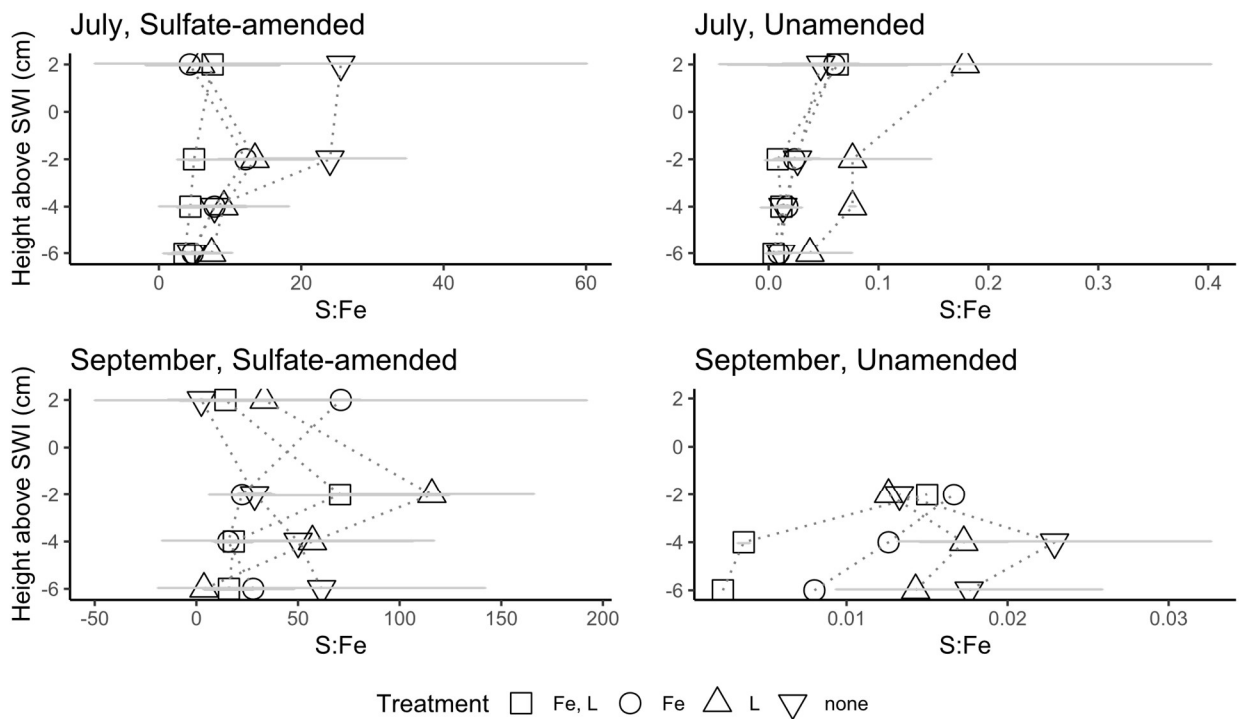 July, Sulfate-amended
Height above SWI (cm)
2
0
-2
-4
-6
0 20 40 60
S:Fe
July, Unamended
2
0
-2
-4
-6
0.0 0.1 0.2 0.3 0.4
S:Fe
September, Sulfate-amended
Height above SWI (cm)
2
0
-2
-4
-6
-50 0 50 100 150 200
S:Fe
September, Unamended
2
0
-2
-4
-6
0.01 0.02 0.03
S:Fe
Treatment Fe, L Fe L none